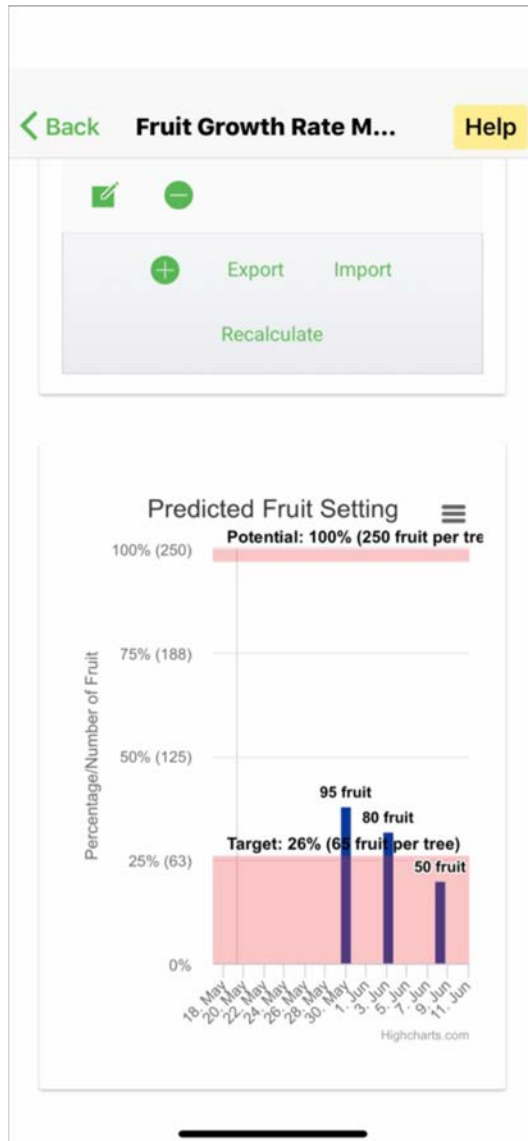 Back
Fruit Growth Rate M...
Help
Export
Import
Recalculate
Predicted Fruit Setting
Potential: 100% (250 fruit per tre
100% (250)
75% (188)
50% (125)
25% (63)
0%
Percentage/Number of Fruit
95 fruit
80 fruit
Target: 26% (65 fruit per tree)
50 fruit
18. May
20. May
22. May
24. May
26. May
28. May
30. May
1. Jun
3. Jun
5. Jun
7. Jun
9. Jun
11. Jun
Highcharts.com